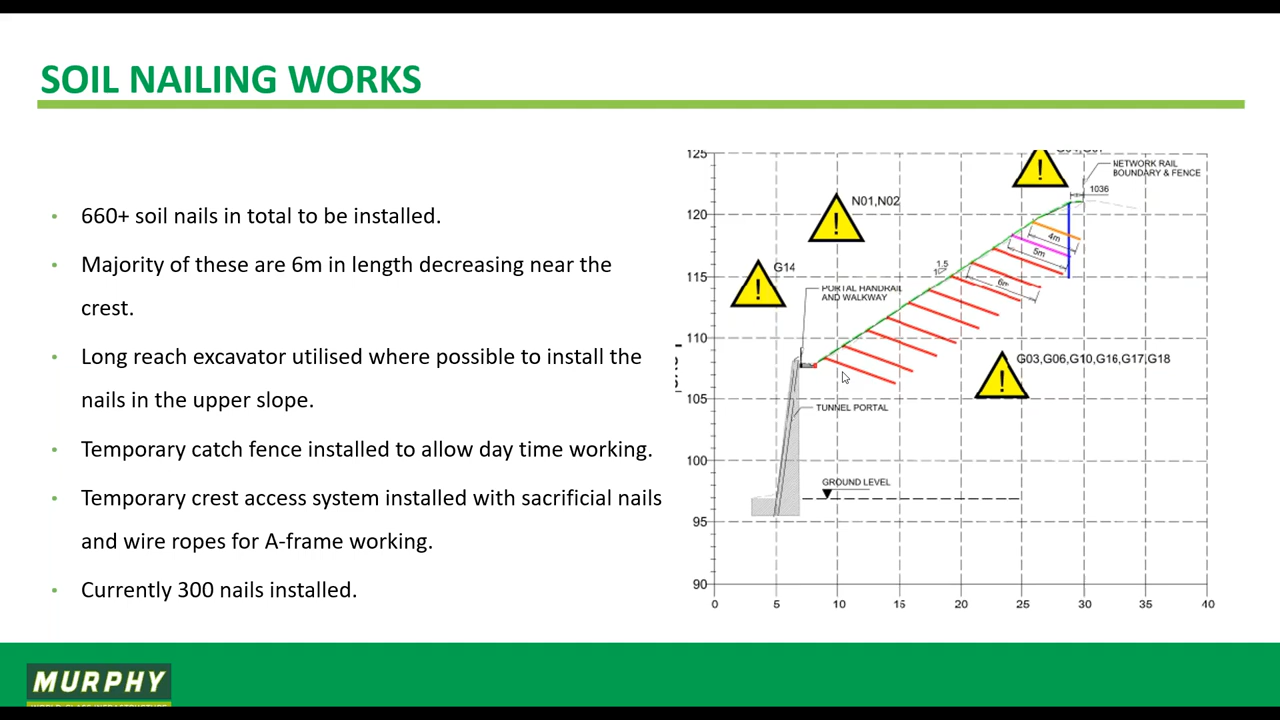 SOIL NAILING WORKS
• 660+ soil nails in total to be installed.
• Majority of these are 6m in length decreasing near the
crest.
• Long reach excavator utilised where possible to install the
nails in the upper slope.
• Temporary catch fence installed to allow day time working.
• Temporary crest access system installed with sacrificial nails
and wire ropes for A-frame working.
• Currently 300 nails installed.
125
120
115
110
105
100
95
90
0 5 10 15 20 25 30 35 40
NETWORK RAIL
BOUNDARY & FENCE
1036
N01,N02
4m
5m
6m
1.5
1
G14
PORTAL HANDRAIL
AND WALKWAY
G03,G06,G10,G16,G17,G18
TUNNEL PORTAL
GROUND LEVEL
MURPHY
WORLD-CLASS INFRASTRUCTURE